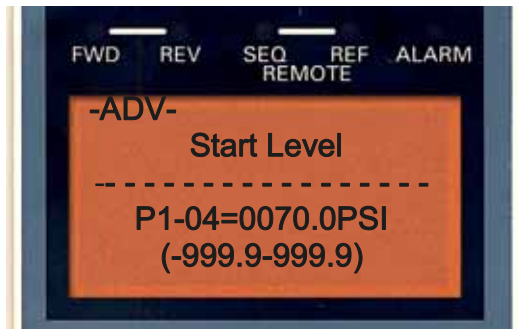 FWD REV SEQ REF ALARM
REMOTE
-ADV-
Start Level
-- - - - - - - - - - - - - - - - - -
P1-04=0070.0PSI
(-999.9-999.9)